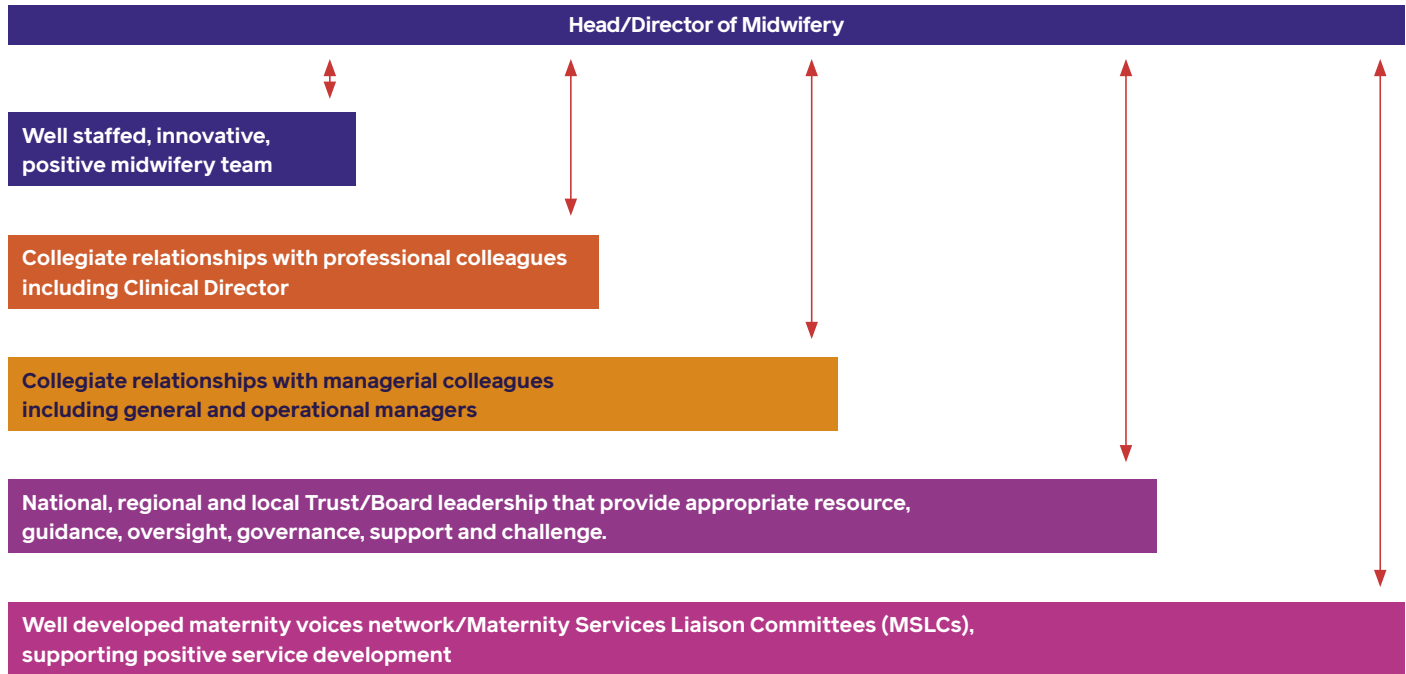 Head/Director of Midwifery
Well staffed, innovative,
positive midwifery team
Collegiate relationships with professional colleagues
including Clinical Director
Collegiate relationships with managerial colleagues
including general and operational managers
National, regional and local Trust/Board leadership that provide appropriate resource,
guidance, oversight, governance, support and challenge.
Well developed maternity voices network/Maternity Services Liaison Committees (MSLCs),
supporting positive service development